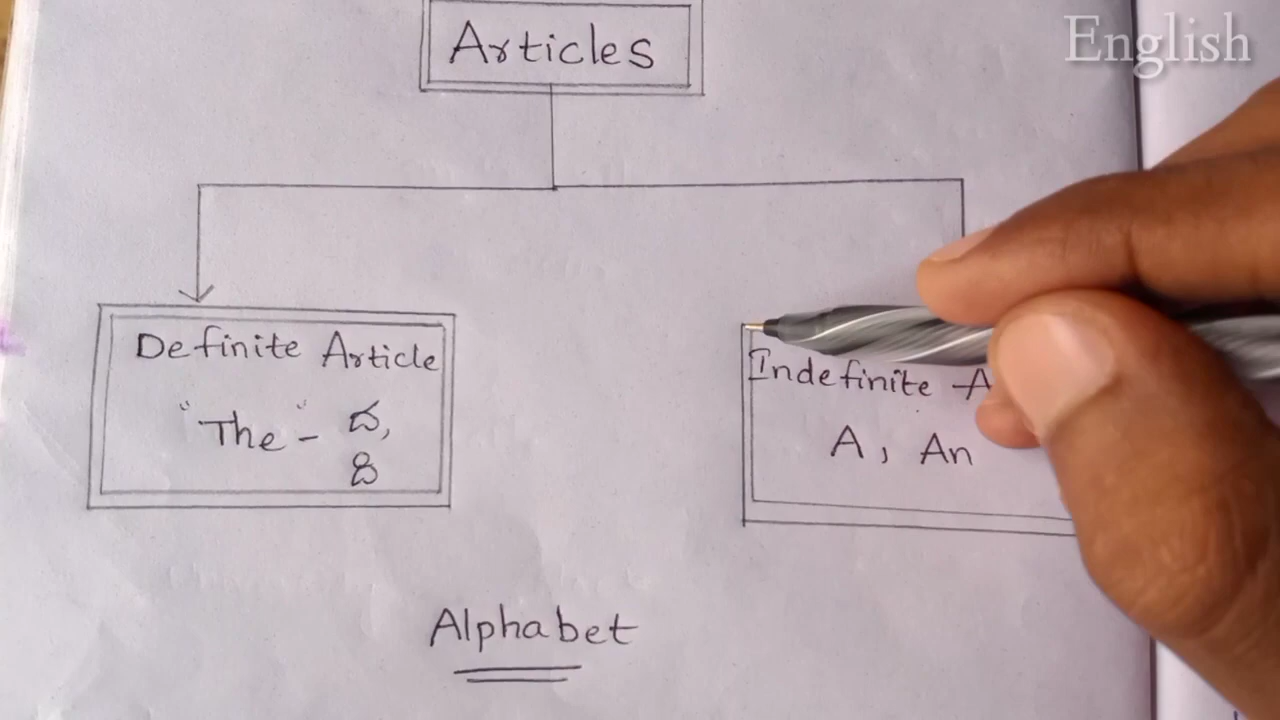 English
Articles
Definite Article
"The" - ದ,
ದಿ
Indefinite A
A, An
Alphabet